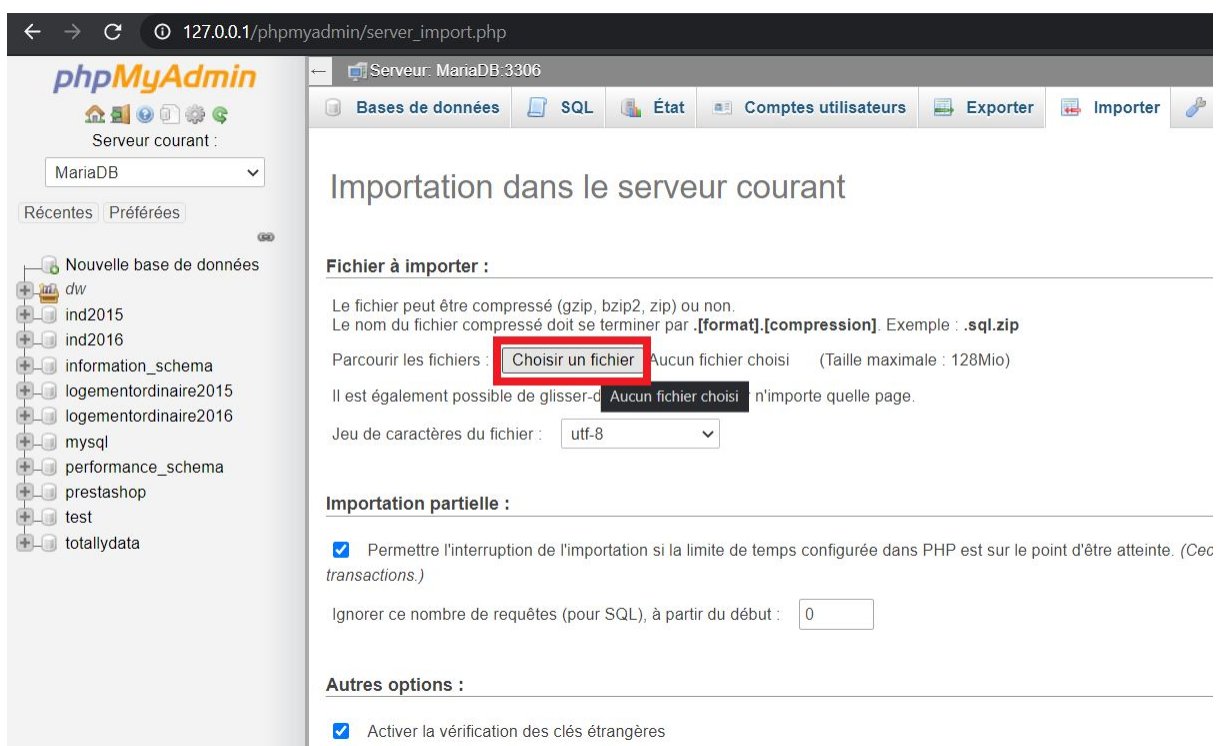 127.0.0.1/phpmyadmin/server_import.php
phpMyAdmin
Serveur courant :
MariaDB
Récentes Préférées
Nouvelle base de données
dw
ind2015
ind2016
information_schema
logementordinaire2015
logementordinaire2016
mysql
performance_schema
prestashop
test
totallydata
Serveur: MariaDB:3306
Bases de données SQL État Comptes utilisateurs Exporter Importer
Importation dans le serveur courant
Fichier à importer :
Le fichier peut être compressé (gzip, bzip2, zip) ou non.
Le nom du fichier compressé doit se terminer par .[format].[compression]. Exemple : .sql.zip
Parcourir les fichiers : Choisir un fichier Aucun fichier choisi (Taille maximale : 128Mio)
Il est également possible de glisser-d Aucun fichier choisi n'importe quelle page.
Jeu de caractères du fichier : utf-8
Importation partielle :
Permettre l'interruption de l'importation si la limite de temps configurée dans PHP est sur le point d'être atteinte. (Cec
transactions.)
Ignorer ce nombre de requêtes (pour SQL), à partir du début : 0
Autres options :
Activer la vérification des clés étrangères